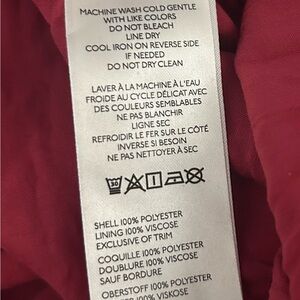 MACHINE WASH COLD GENTLE
WITH LIKE COLORS
DO NOT BLEACH
LINE DRY
COOL IRON ON REVERSE SIDE
IF NEEDED
DO NOT DRY CLEAN
LAVER À LA MACHINE À L'EAU
FROIDE AU CYCLE DÉLICAT AVEC
DES COULEURS SEMBLABLES
NE PAS BLANCHIR
LIGNE SEC
REFROIDIR LE FER SUR LE CÔTÉ
INVERSE SI BESOIN
NE PAS NETTOYER À SEC
30
SHELL 100% POLYESTER
LINING 100% VISCOSE
EXCLUSIVE OF TRIM
COQUILLE 100% POLYESTER
DOUBLURE 100% VISCOSE
SAUF BORDURE
OBERSTOFF 100% POLYESTER
100% VISKOSE